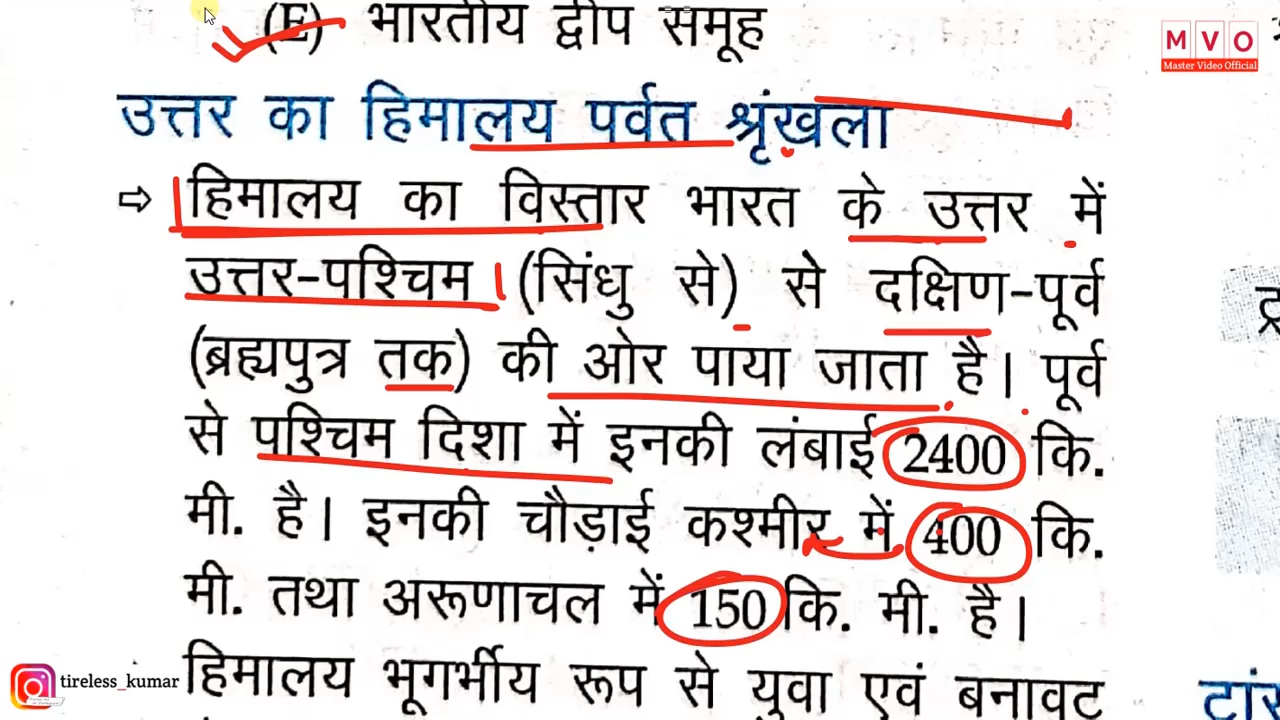 (E) भारतीय द्वीप समूह
M V O
Master Video Official
उत्तर का हिमालय पर्वत श्रृंखला
⇨ हिमालय का विस्तार भारत के उत्तर में
उत्तर-पश्चिम (सिंधु से) से दक्षिण-पूर्व
(ब्रह्मपुत्र तक) की ओर पाया जाता है। पूर्व
से पश्चिम दिशा में इनकी लंबाई 2400 कि.
मी. है। इनकी चौड़ाई कश्मीर में 400 कि.
मी. तथा अरूणाचल में 150 कि. मी. है।
हिमालय भूगर्भीय रूप से युवा एवं बनावट
tireless_kumar